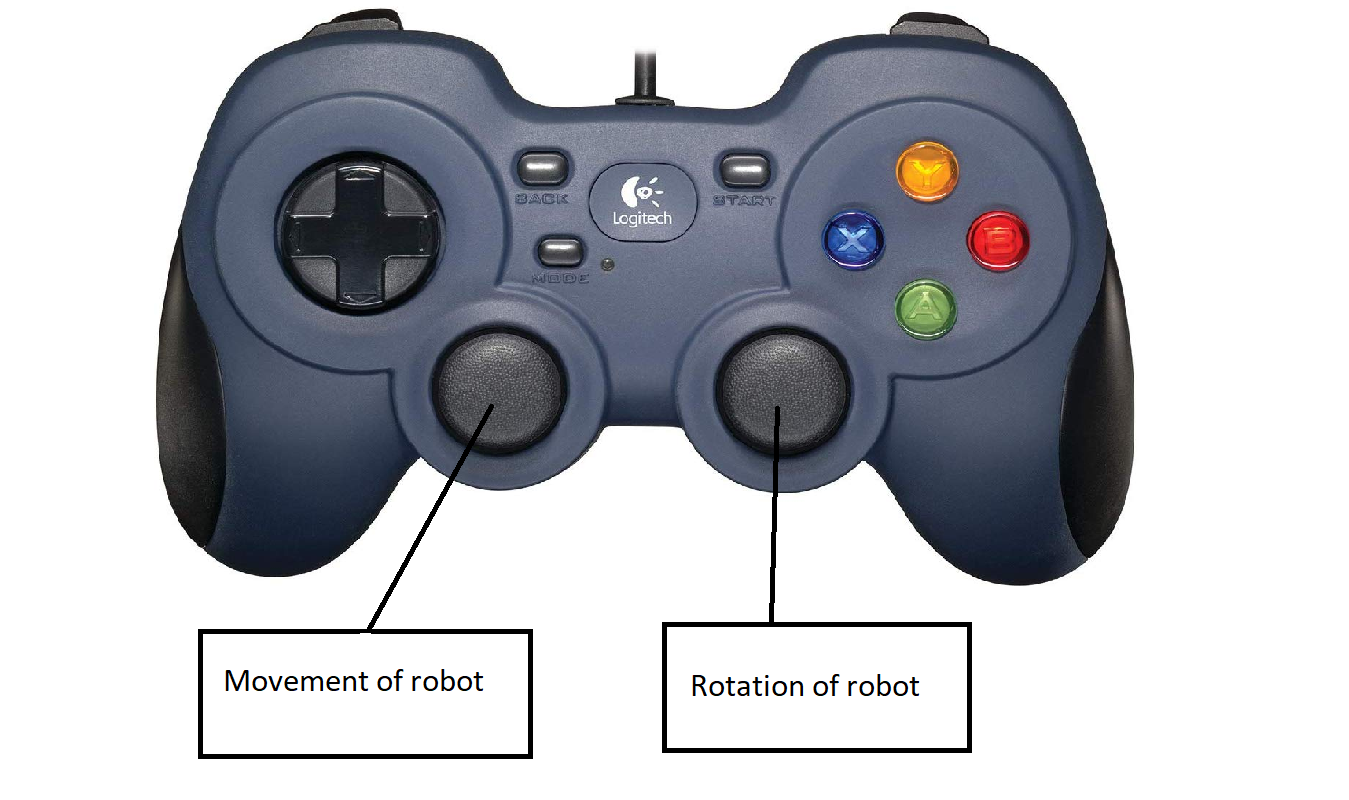 Y
BACK
START
Logitech
X
B
MODE
A
Movement of robot
Rotation of robot